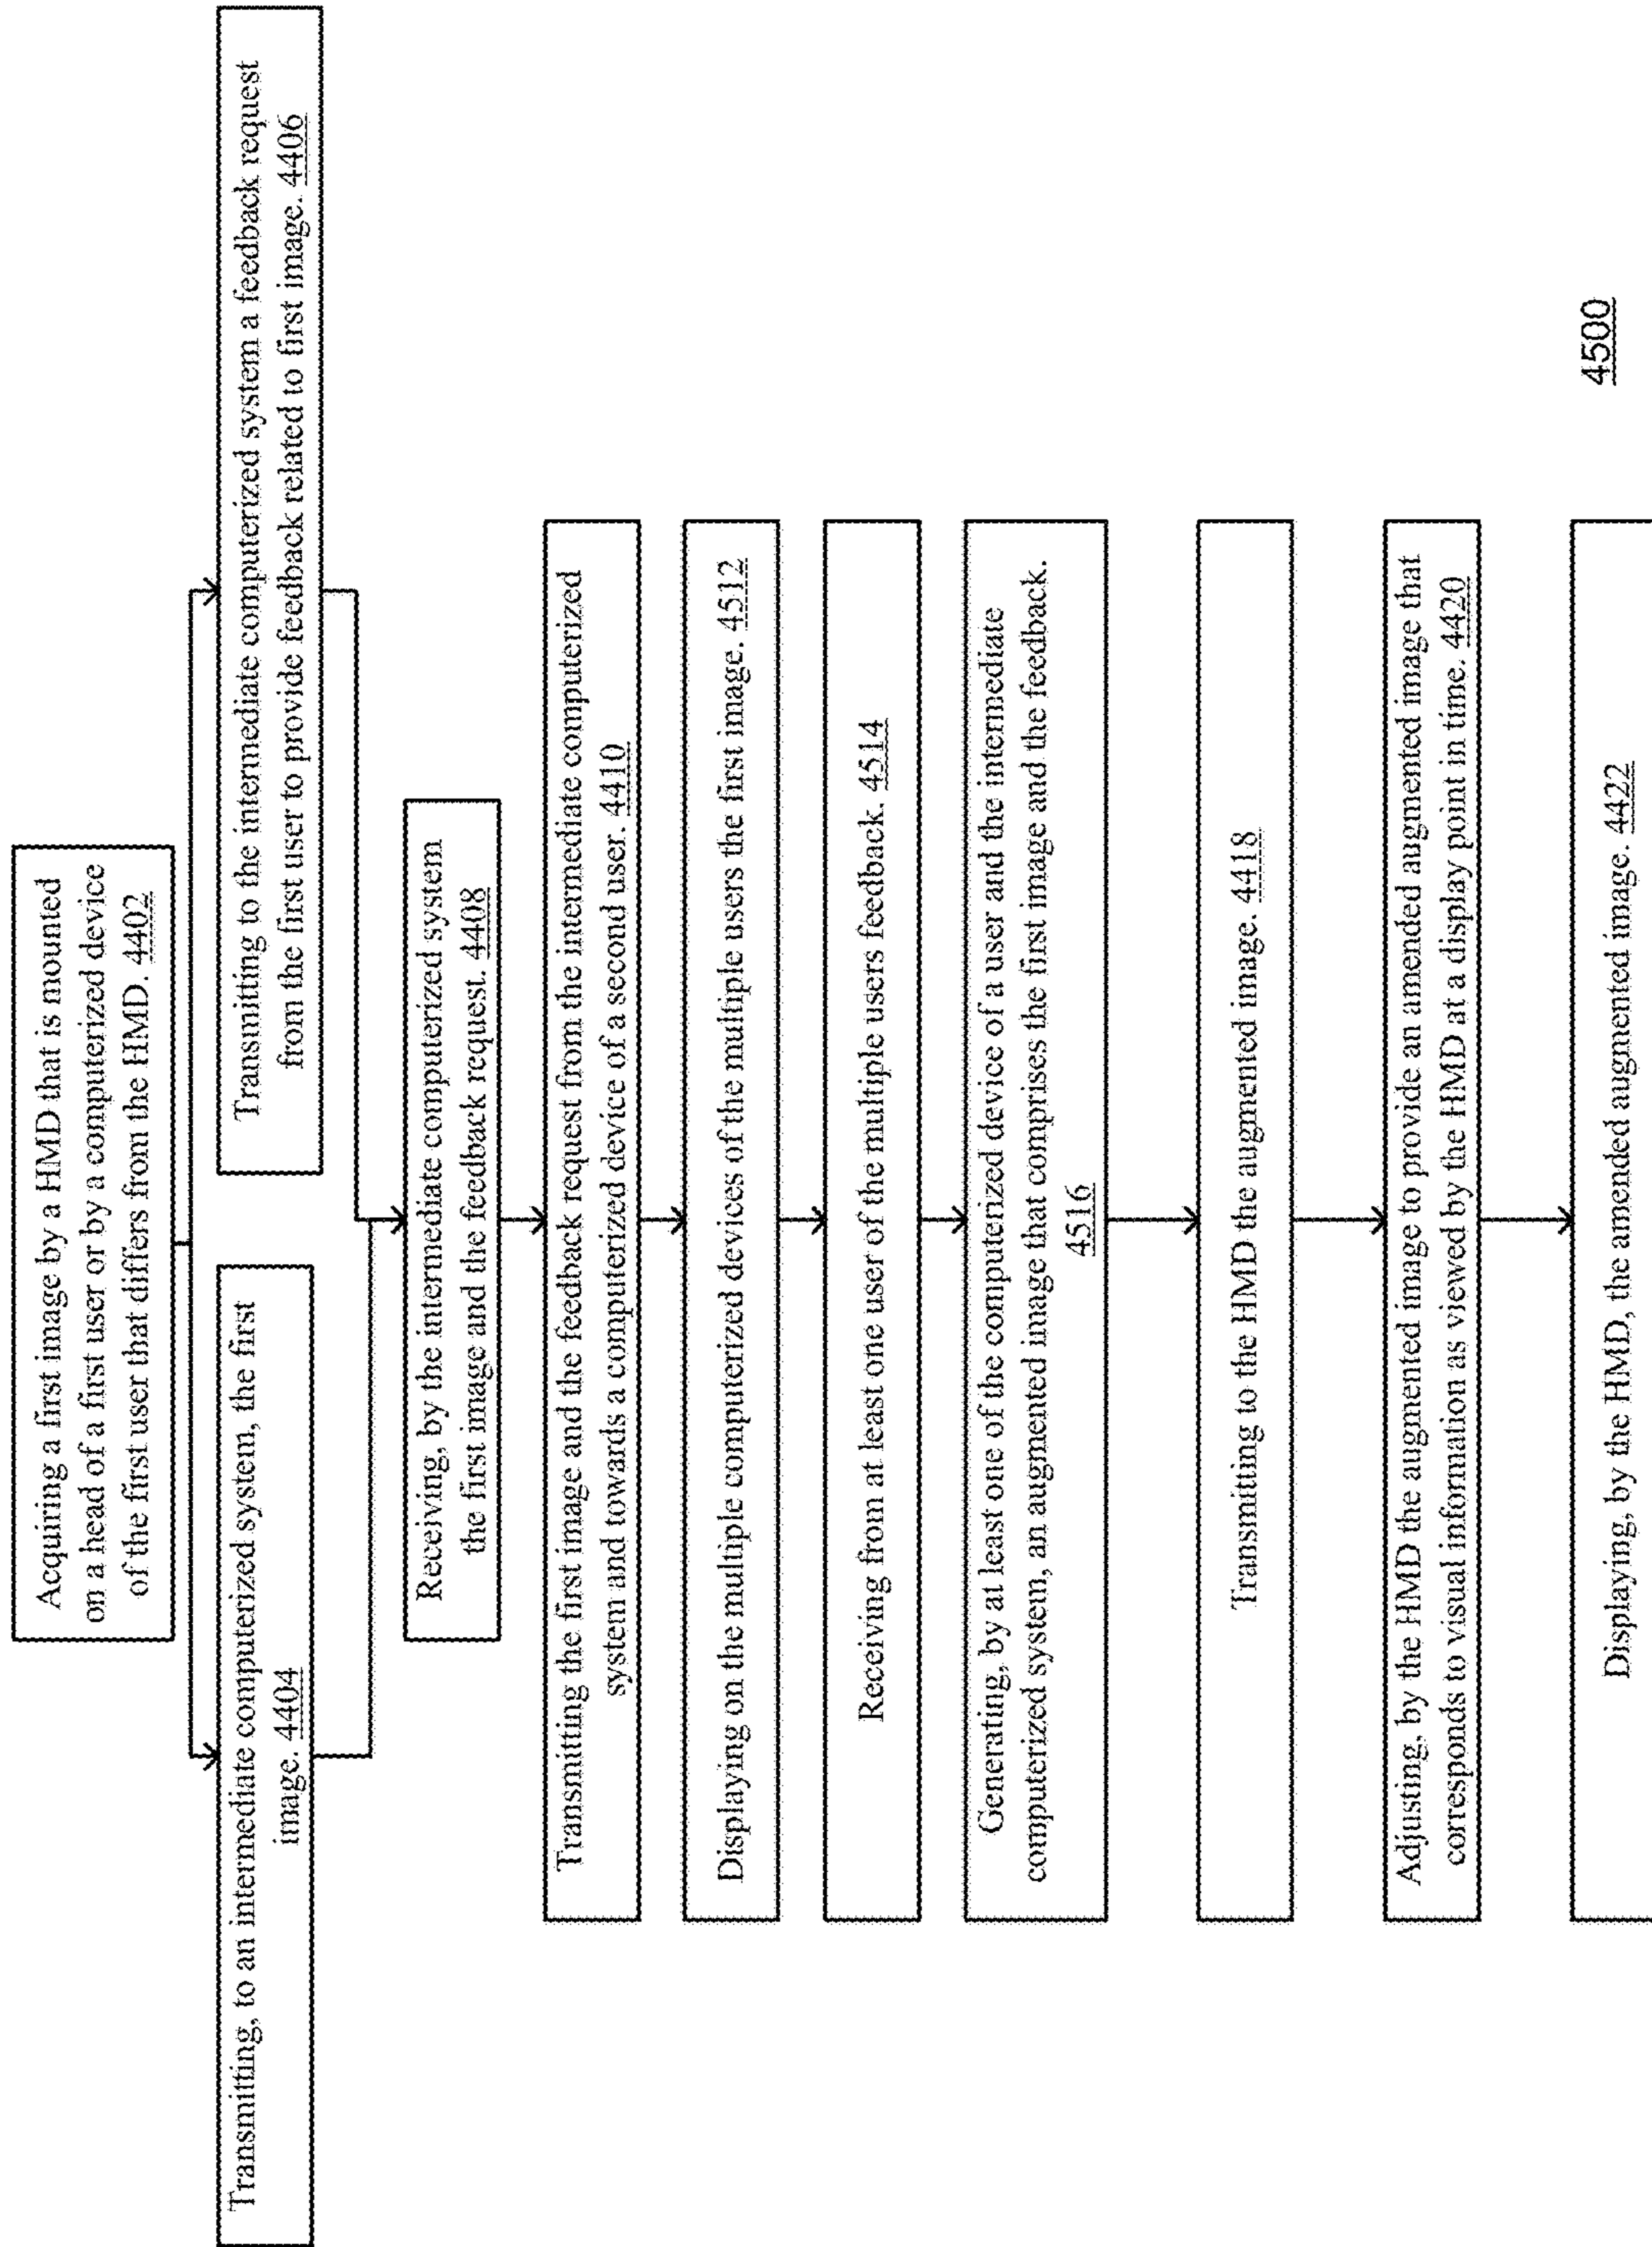 Acquiring a first image by a HMD that is mounted
on a head of a first user or by a computerized device
of the first user that differs from the HMD. 4402
Transmitting, to an intermediate computerized system, the first
image. 4404
Transmitting to the intermediate computerized system a feedback request
from the first user to provide feedback related to first image. 4406
Receiving, by the intermediate computerized system
the first image and the feedback request. 4408
Transmitting the first image and the feedback request from the intermediate computerized
system and towards a computerized device of a second user. 4410
Displaying on the multiple computerized devices of the multiple users the first image. 4512
Receiving from at least one user of the multiple users feedback. 4514
Generating, by at least one of the computerized device of a user and the intermediate
computerized system, an augmented image that comprises the first image and the feedback.
4516
Transmitting to the HMD the augmented image. 4418
Adjusting, by the HMD the augmented image to provide an amended augmented image that
corresponds to visual information as viewed by the HMD at a display point in time. 4420
Displaying, by the HMD, the amended augmented image. 4422
4500